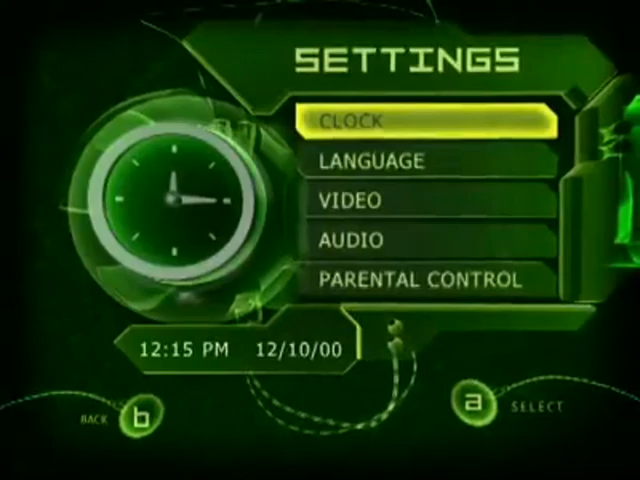 SETTINGS
CLOCK
LANGUAGE
VIDEO
AUDIO
PARENTAL CONTROL
12:15 PM 12/10/00
BACK b
a SELECT